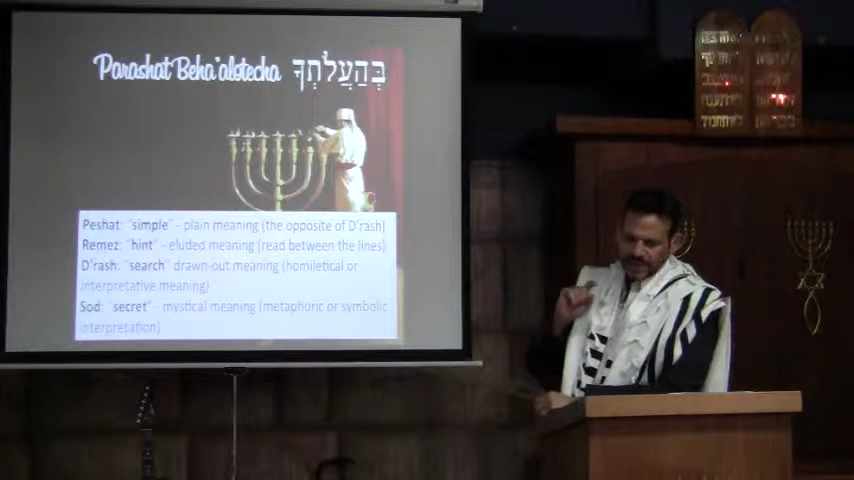 Parashat Beha'alotecha בְּהַעֲלֹתְךָ
Peshat: "simple" - plain meaning (the opposite of D'rash)
Remez: "hint" - eluded meaning (read between the lines)
D'rash: "search" drawn-out meaning (homiletical or
interpretative meaning)
Sod: "secret" - mystical meaning (metaphoric or symbolic
interpretation)